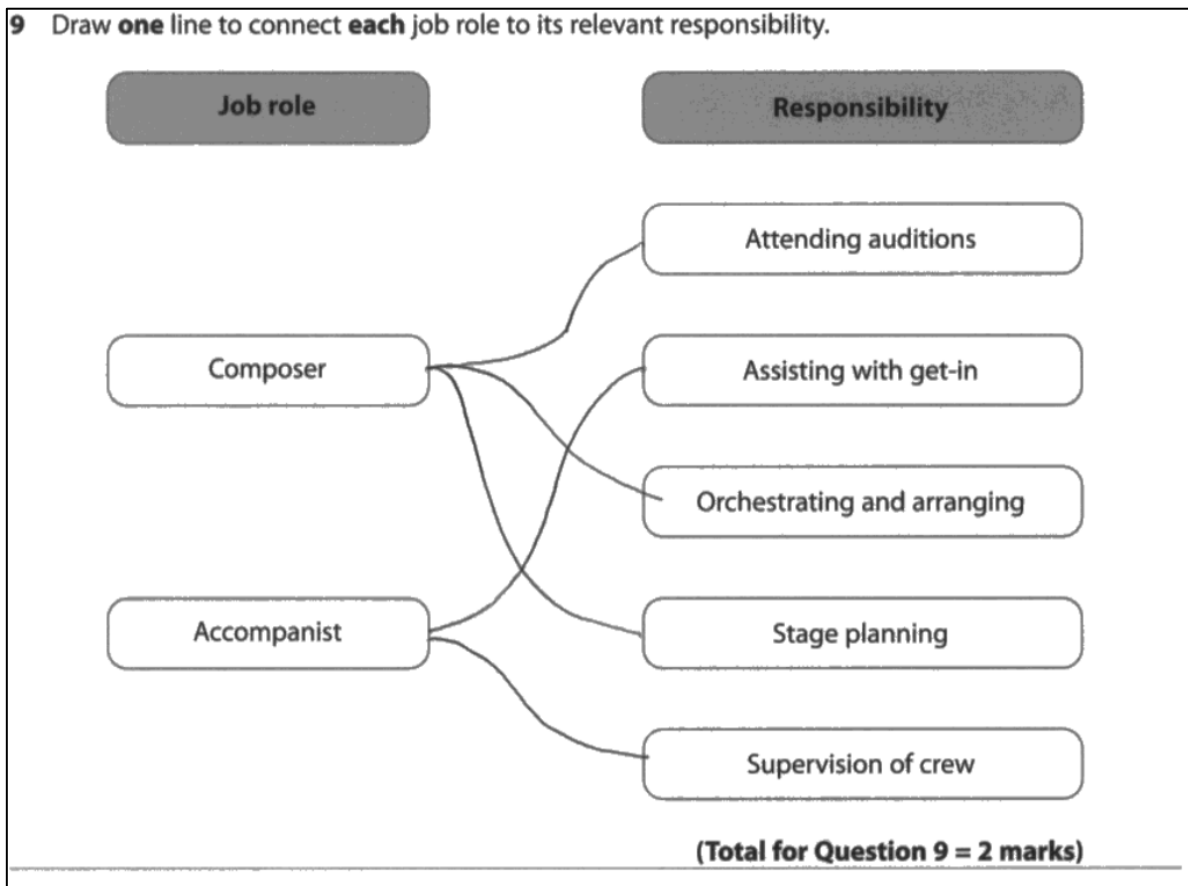 9 Draw one line to connect each job role to its relevant responsibility.
Job role
Responsibility
Attending auditions
Composer
Assisting with get-in
Orchestrating and arranging
Accompanist
Stage planning
Supervision of crew
(Total for Question 9 = 2 marks)